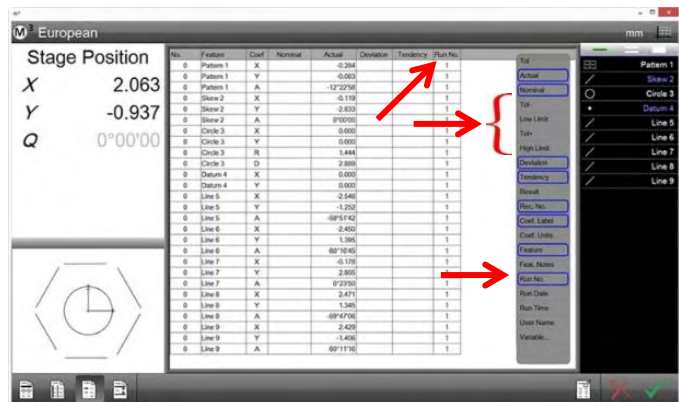 M³ European
mm
Stage Position
X 2.063
Y -0.937
Q 0°00'00
No. Feature Coef Nominal Actual Deviation Tendency Run No.
0 Pattern 1 X -0.284 1
0 Pattern 1 Y -0.063 1
0 Pattern 1 A -12°22'58 1
0 Skew 2 X -0.119 1
0 Skew 2 Y -2.833 1
0 Skew 2 A 0°00'00 1
0 Circle 3 X 0.000 1
0 Circle 3 Y 0.000 1
0 Circle 3 R 1.444 1
0 Circle 3 D 2.889 1
0 Datum 4 X 0.000 1
0 Datum 4 Y 0.000 1
0 Line 5 X -2.546 1
0 Line 5 Y -1.252 1
0 Line 5 A -59°51'42 1
0 Line 6 X -2.450 1
0 Line 6 Y 1.395 1
0 Line 6 A 60°16'45 1
0 Line 7 X -0.178 1
0 Line 7 Y 2.805 1
0 Line 7 A 0°23'50 1
0 Line 8 X 2.471 1
0 Line 8 Y 1.345 1
0 Line 8 A -59°47'06 1
0 Line 9 X 2.429 1
0 Line 9 Y -1.406 1
0 Line 9 A 60°11'16 1
Tol
Actual
Nominal
Tol-
Low Limit
Tol+
High Limit
Deviation
Tendency
Result
Rec. No.
Coef. Label
Coef. Units
Feature
Feat. Notes
Run No.
Run Date
Run Time
User Name
Variable...
Pattern 1
Skew 2
Circle 3
Datum 4
Line 5
Line 6
Line 7
Line 8
Line 9